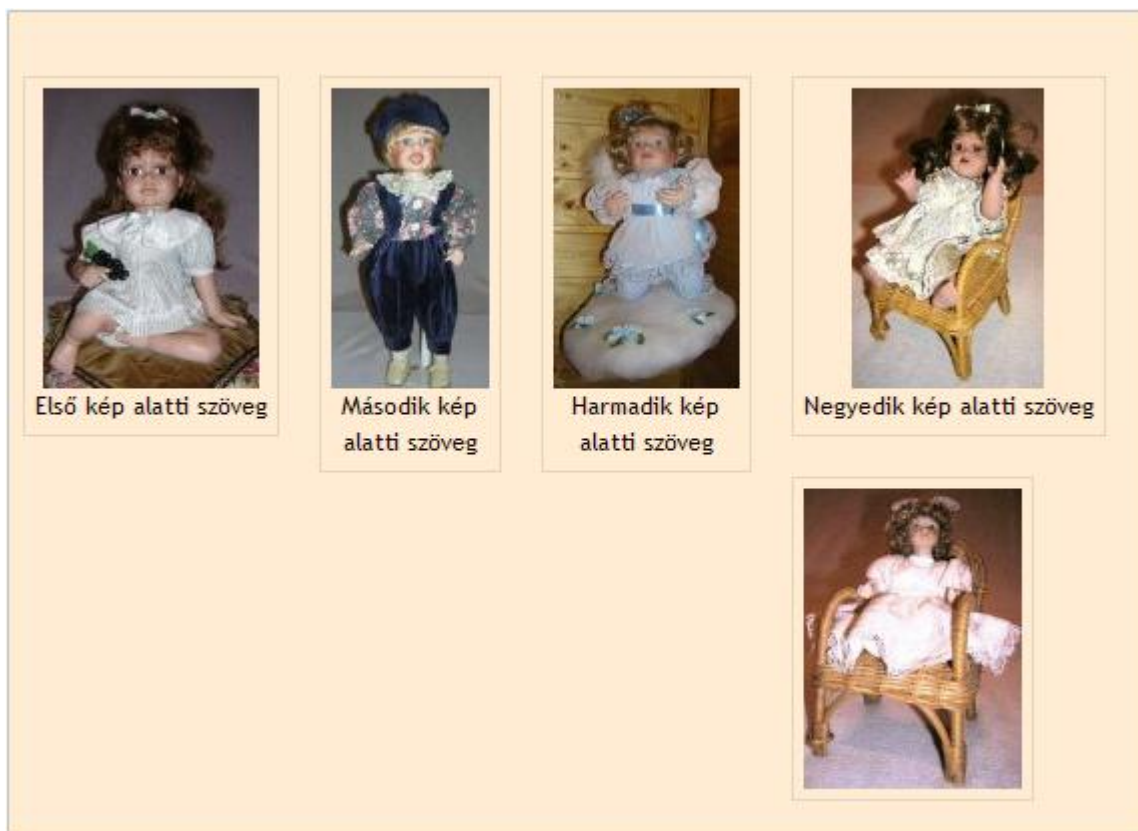 Első kép alatti szöveg
Második kép
alatti szöveg
Harmadik kép
alatti szöveg
Negyedik kép alatti szöveg